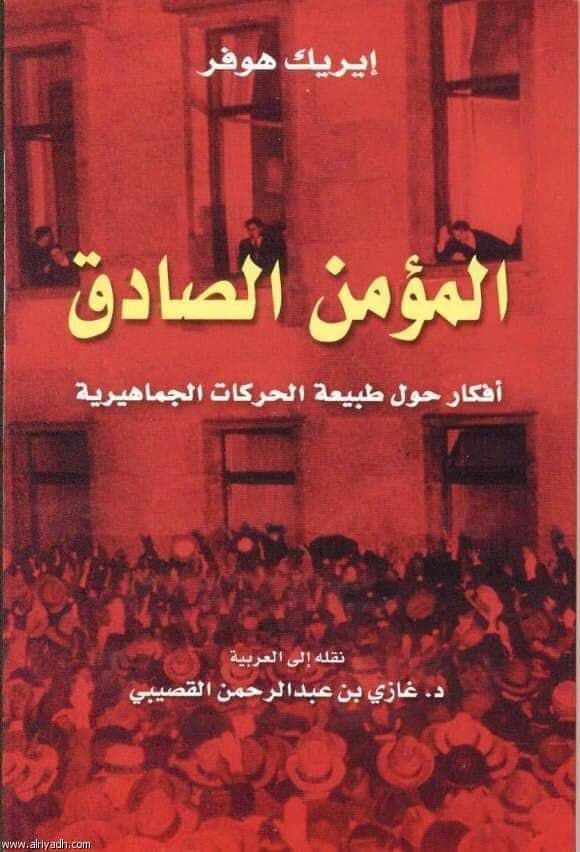 إيريك هوفر
المؤمن الصادق
أفكار حول طبيعة الحركات الجماهيرية
نقله إلى العربية
د. غازي بن عبدالرحمن القصيبي
www.alriyadh.com